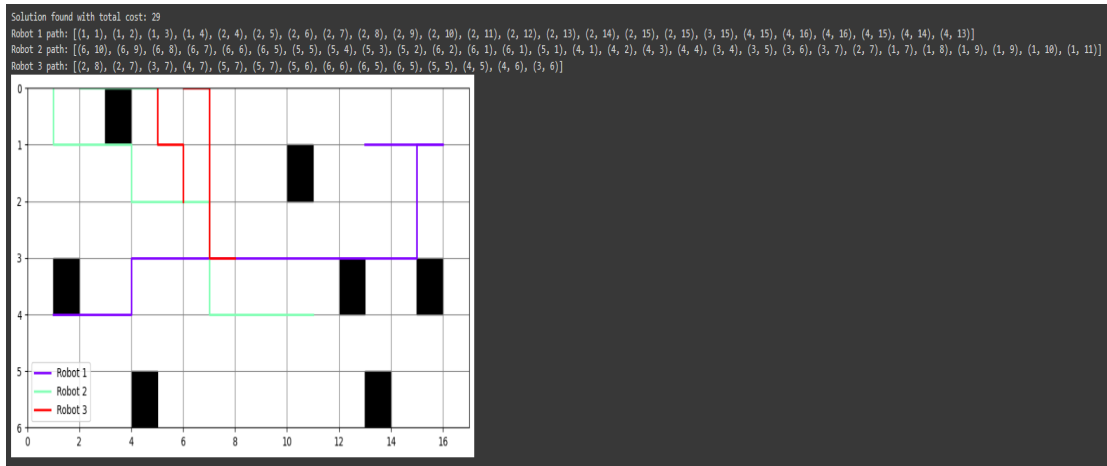 Solution found with total cost: 29
Robot 1 path: [(1, 1), (1, 2), (1, 3), (1, 4), (2, 4), (2, 5), (2, 6), (2, 7), (2, 8), (2, 9), (2, 10), (2, 11), (2, 12), (2, 13), (2, 14), (2, 15), (2, 15), (3, 15), (4, 15), (4, 16), (4, 16), (4, 15), (4, 14), (4, 13)]
Robot 2 path: [(6, 10), (6, 9), (6, 8), (6, 7), (6, 6), (6, 5), (5, 5), (5, 4), (5, 3), (5, 2), (6, 2), (6, 1), (6, 1), (5, 1), (4, 1), (4, 2), (4, 3), (4, 4), (3, 4), (3, 5), (3, 6), (3, 7), (2, 7), (1, 7), (1, 8), (1, 9), (1, 9), (1, 10), (1, 11)]
Robot 3 path: [(2, 8), (2, 7), (3, 7), (4, 7), (5, 7), (5, 7), (5, 6), (6, 6), (6, 5), (6, 5), (5, 5), (4, 5), (4, 6), (3, 6)]
0
1
2
3
4
5
6
Robot 1
Robot 2
Robot 3
0 2 4 6 8 10 12 14 16